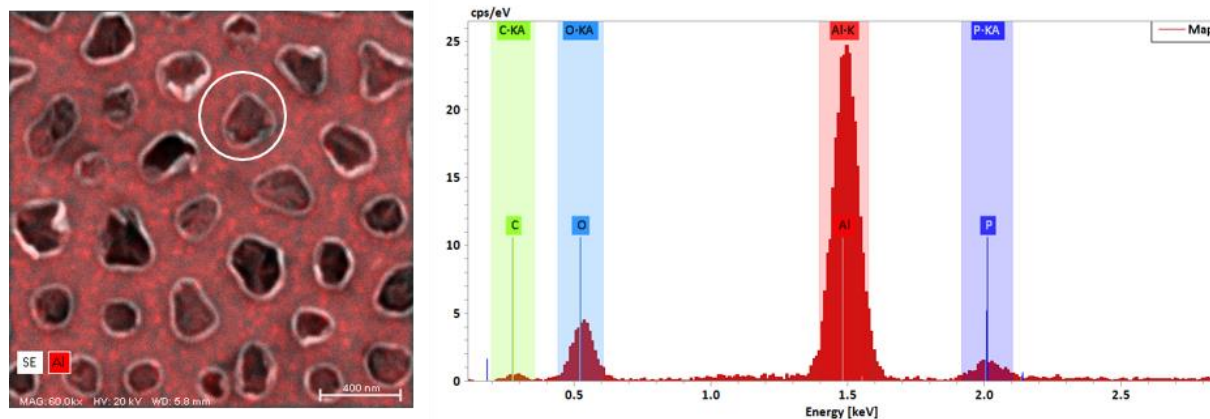 SE Al
MAG: 60.0kx HV: 20 kV WD: 5.8 mm
400 nm
cps/eV
C-KA O-KA Al-K P-KA
Map
25
20
15
10
5
0
C O Al P
0.5 1.0 1.5 2.0 2.5
Energy [keV]